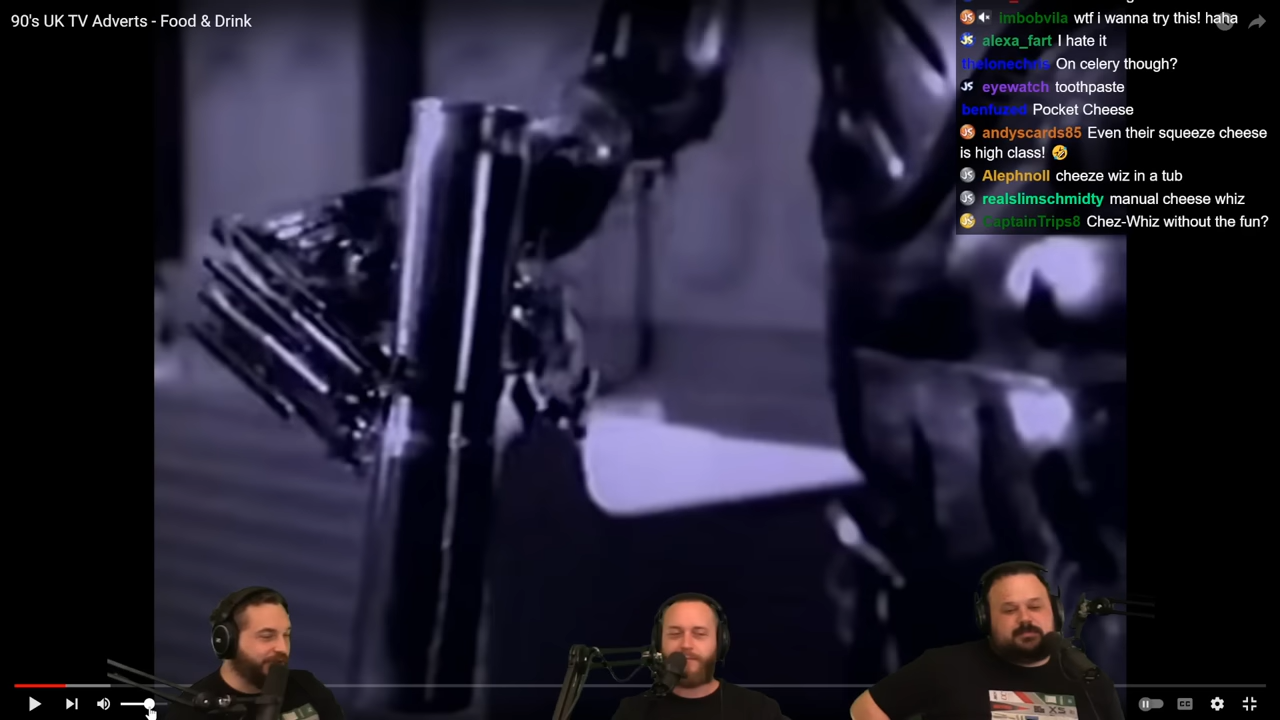 90's UK TV Adverts - Food & Drink
imbobvila wtf i wanna try this! haha
alexa_fart I hate it
thelonechris On celery though?
eyewatch toothpaste
benfuzed Pocket Cheese
andyscards85 Even their squeeze cheese
is high class! 🤣
Alephnoll cheeze wiz in a tub
realslimschmidty manual cheese whiz
CaptainTrips8 Chez-Whiz without the fun?
CC
XS